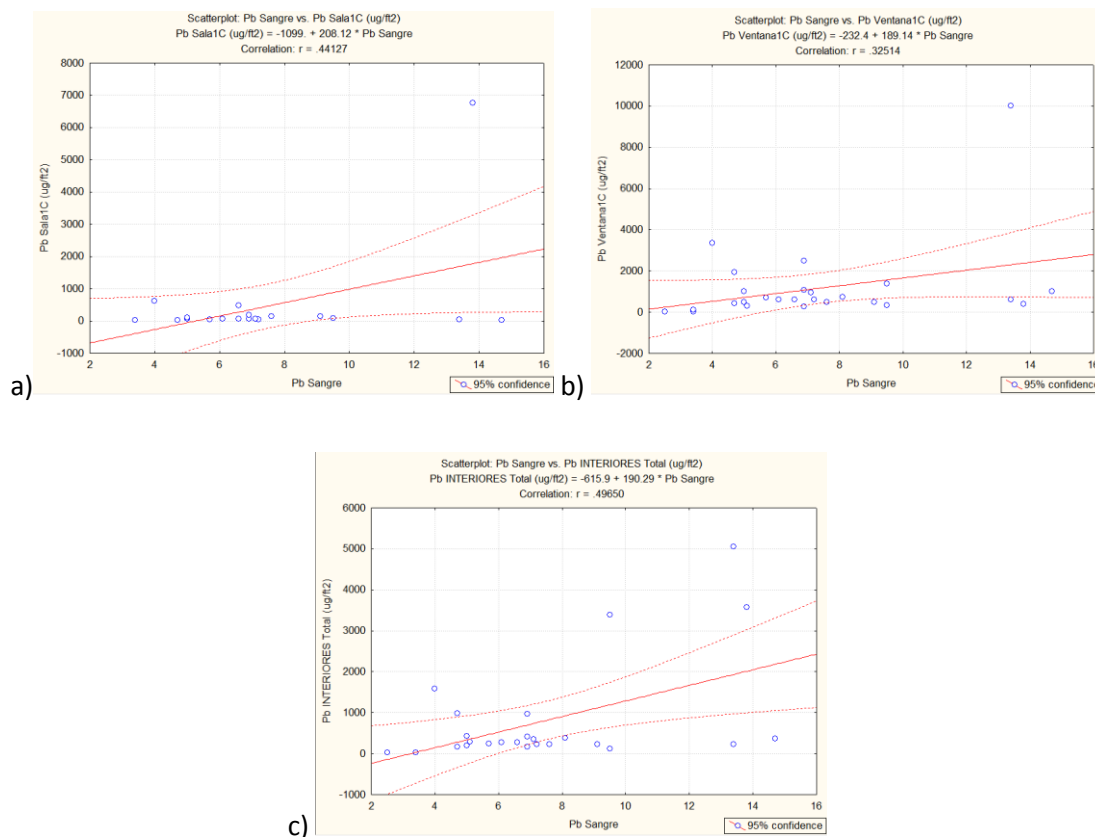 Scatterplot: Pb Sangre vs. Pb Sala1C (ug/ft2)
Pb Sala1C (ug/ft2) = -1099. + 208.12 * Pb Sangre
Correlation: r = .44127
8000
7000
6000
5000
4000
3000
2000
1000
0
-1000
Pb Sala1C (ug/ft2)
2 4 6 8 10 12 14 16
Pb Sangre
95% confidence
a)
Scatterplot: Pb Sangre vs. Pb Ventana1C (ug/ft2)
Pb Ventana1C (ug/ft2) = -232.4 + 189.14 * Pb Sangre
Correlation: r = .32514
12000
10000
8000
6000
4000
2000
0
-2000
Pb Ventana1C (ug/ft2)
2 4 6 8 10 12 14 16
Pb Sangre
95% confidence
b)
Scatterplot: Pb Sangre vs. Pb INTERIORES Total (ug/ft2)
Pb INTERIORES Total (ug/ft2) = -615.9 + 190.29 * Pb Sangre
Correlation: r = .49650
6000
5000
4000
3000
2000
1000
0
-1000
Pb INTERIORES Total (ug/ft2)
2 4 6 8 10 12 14 16
Pb Sangre
95% confidence
c)